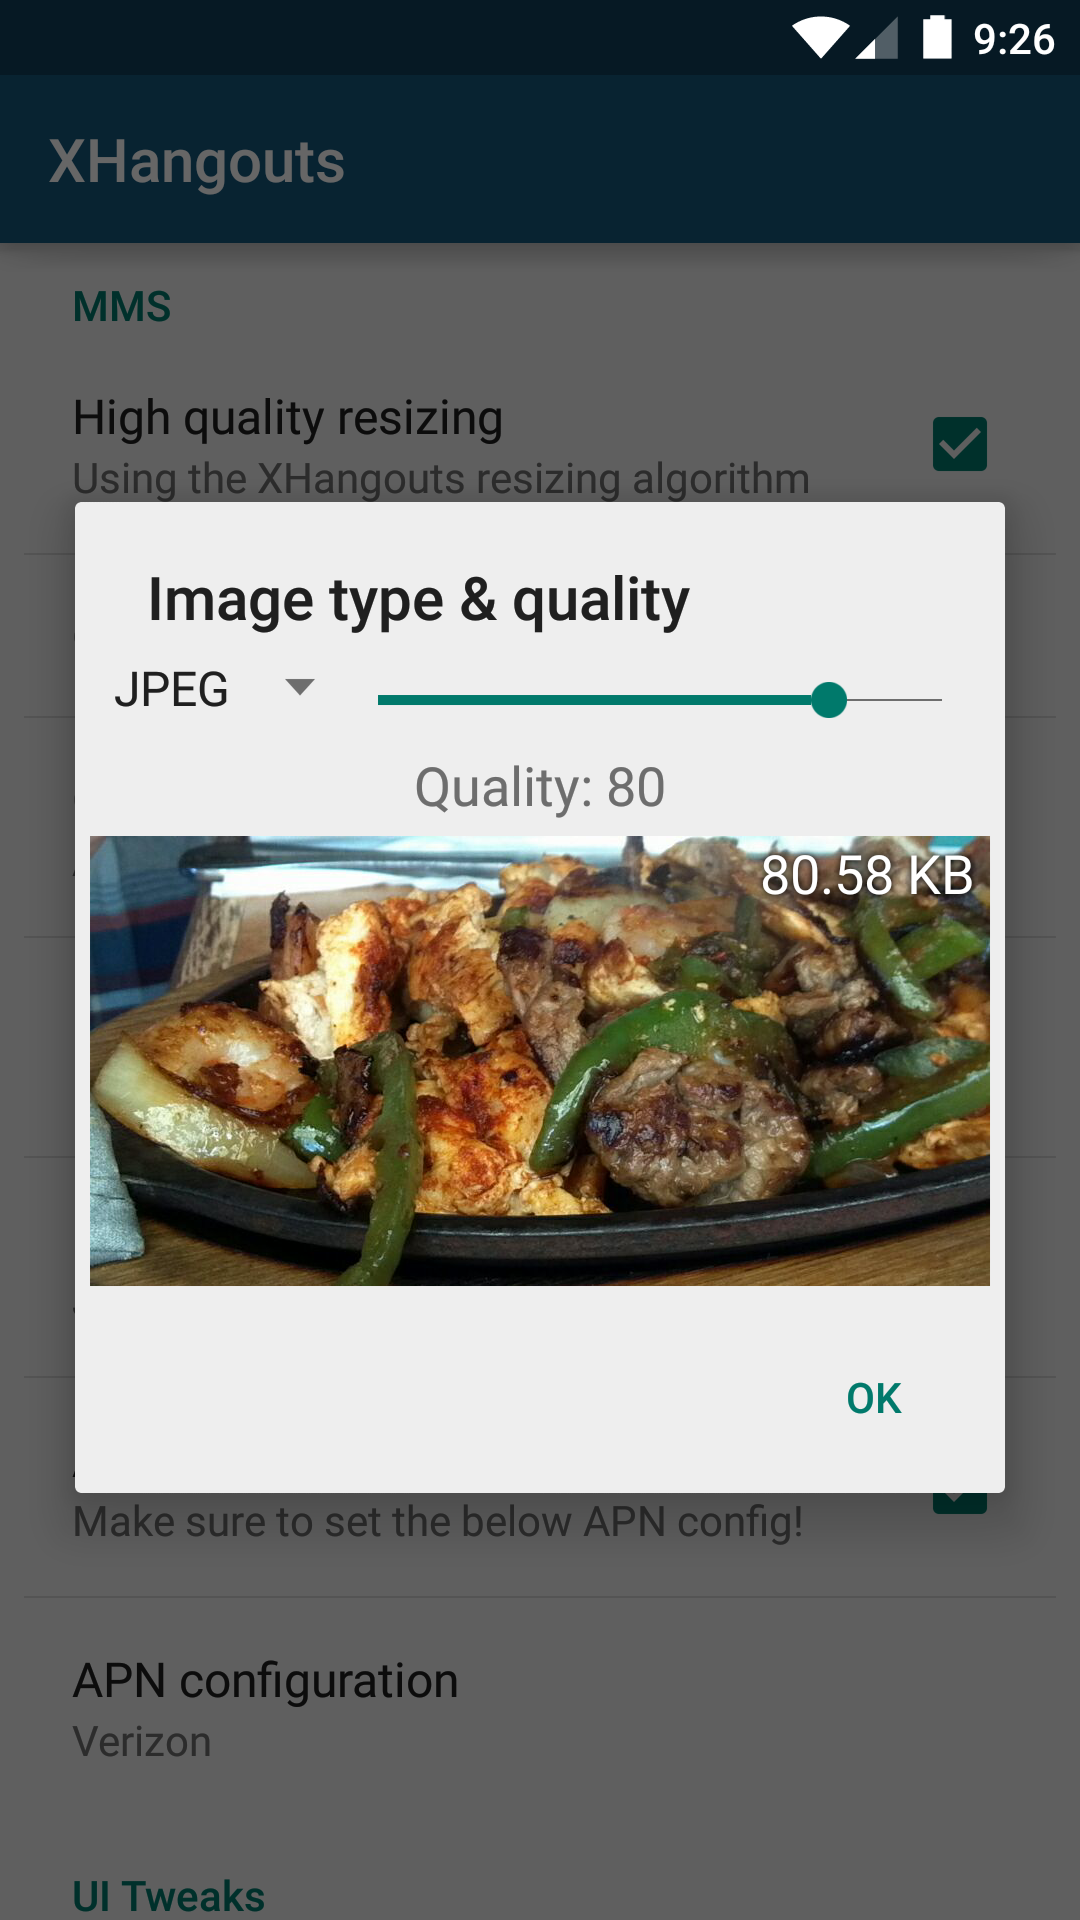 9:26
XHangouts
MMS
High quality resizing
Using the XHangouts resizing algorithm
Image type & quality
JPEG
Quality: 80
80.58 KB
OK
Make sure to set the below APN config!
APN configuration
Verizon
UI Tweaks